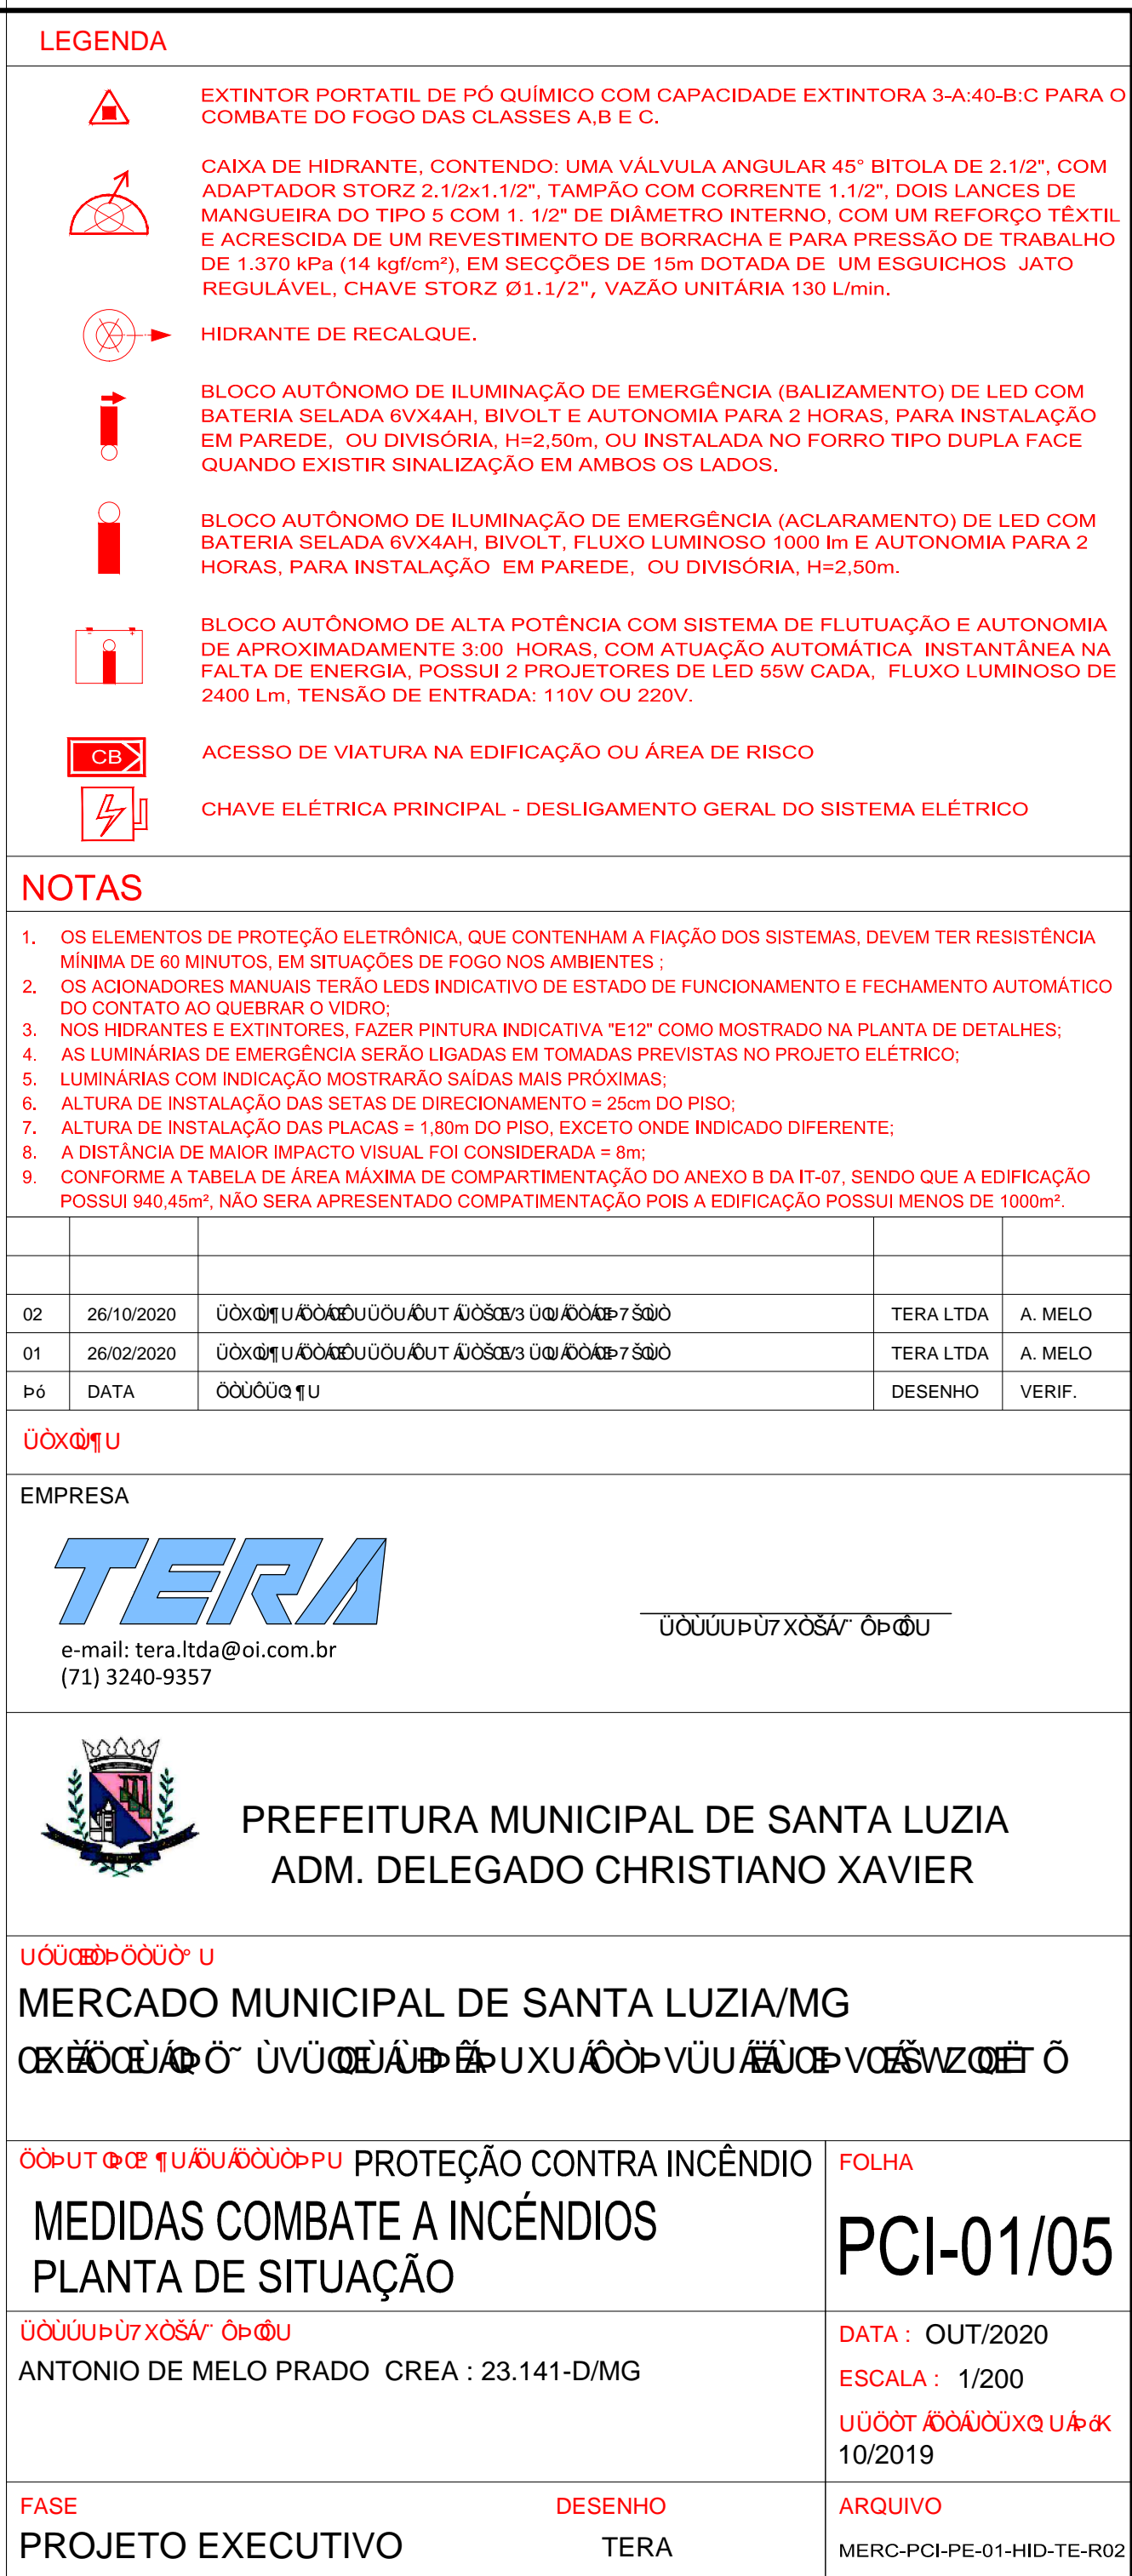 LEGENDA
EXTINTOR PORTATIL DE PÓ QUÍMICO COM CAPACIDADE EXTINTORA 3-A:40-B:C PARA O
COMBATE DO FOGO DAS CLASSES A,B E C.
CAIXA DE HIDRANTE, CONTENDO: UMA VÁLVULA ANGULAR 45° BITOLA DE 2.1/2", COM
ADAPTADOR STORZ 2.1/2x1.1/2", TAMPÃO COM CORRENTE 1.1/2", DOIS LANCES DE
MANGUEIRA DO TIPO 5 COM 1. 1/2" DE DIÂMETRO INTERNO, COM UM REFORÇO TÊXTIL
E ACRESCIDA DE UM REVESTIMENTO DE BORRACHA E PARA PRESSÃO DE TRABALHO
DE 1.370 kPa (14 kgf/cm²), EM SECÇÕES DE 15m DOTADA DE UM ESGUICHOS JATO
REGULÁVEL, CHAVE STORZ Ø1.1/2", VAZÃO UNITÁRIA 130 L/min.
HIDRANTE DE RECALQUE.
BLOCO AUTÔNOMO DE ILUMINAÇÃO DE EMERGÊNCIA (BALIZAMENTO) DE LED COM
BATERIA SELADA 6VX4AH, BIVOLT E AUTONOMIA PARA 2 HORAS, PARA INSTALAÇÃO
EM PAREDE, OU DIVISÓRIA, H=2,50m, OU INSTALADA NO FORRO TIPO DUPLA FACE
QUANDO EXISTIR SINALIZAÇÃO EM AMBOS OS LADOS.
BLOCO AUTÔNOMO DE ILUMINAÇÃO DE EMERGÊNCIA (ACLARAMENTO) DE LED COM
BATERIA SELADA 6VX4AH, BIVOLT, FLUXO LUMINOSO 1000 lm E AUTONOMIA PARA 2
HORAS, PARA INSTALAÇÃO EM PAREDE, OU DIVISÓRIA, H=2,50m.
BLOCO AUTÔNOMO DE ALTA POTÊNCIA COM SISTEMA DE FLUTUAÇÃO E AUTONOMIA
DE APROXIMADAMENTE 3:00 HORAS, COM ATUAÇÃO AUTOMÁTICA INSTANTÂNEA NA
FALTA DE ENERGIA, POSSUI 2 PROJETORES DE LED 55W CADA, FLUXO LUMINOSO DE
2400 Lm, TENSÃO DE ENTRADA: 110V OU 220V.
CB ACESSO DE VIATURA NA EDIFICAÇÃO OU ÁREA DE RISCO
CHAVE ELÉTRICA PRINCIPAL - DESLIGAMENTO GERAL DO SISTEMA ELÉTRICO
NOTAS
1. OS ELEMENTOS DE PROTEÇÃO ELETRÔNICA, QUE CONTENHAM A FIAÇÃO DOS SISTEMAS, DEVEM TER RESISTÊNCIA
MÍNIMA DE 60 MINUTOS, EM SITUAÇÕES DE FOGO NOS AMBIENTES ;
2. OS ACIONADORES MANUAIS TERÃO LEDS INDICATIVO DE ESTADO DE FUNCIONAMENTO E FECHAMENTO AUTOMÁTICO
DO CONTATO AO QUEBRAR O VIDRO;
3. NOS HIDRANTES E EXTINTORES, FAZER PINTURA INDICATIVA "E12" COMO MOSTRADO NA PLANTA DE DETALHES;
4. AS LUMINÁRIAS DE EMERGÊNCIA SERÃO LIGADAS EM TOMADAS PREVISTAS NO PROJETO ELÉTRICO;
5. LUMINÁRIAS COM INDICAÇÃO MOSTRARÃO SAÍDAS MAIS PRÓXIMAS;
6. ALTURA DE INSTALAÇÃO DAS SETAS DE DIRECIONAMENTO = 25cm DO PISO;
7. ALTURA DE INSTALAÇÃO DAS PLACAS = 1,80m DO PISO, EXCETO ONDE INDICADO DIFERENTE;
8. A DISTÂNCIA DE MAIOR IMPACTO VISUAL FOI CONSIDERADA = 8m;
9. CONFORME A TABELA DE ÁREA MÁXIMA DE COMPARTIMENTAÇÃO DO ANEXO B DA IT-07, SENDO QUE A EDIFICAÇÃO
POSSUI 940,45m², NÃO SERA APRESENTADO COMPATIMENTAÇÃO POIS A EDIFICAÇÃO POSSUI MENOS DE 1000m².
02 26/10/2020 TERA LTDA A. MELO
01 26/02/2020 TERA LTDA A. MELO
Þó DATA DESENHO VERIF.
EMPRESA
TERA
e-mail: tera.ltda@oi.com.br
(71) 3240-9357
PREFEITURA MUNICIPAL DE SANTA LUZIA
ADM. DELEGADO CHRISTIANO XAVIER
MERCADO MUNICIPAL DE SANTA LUZIA/MG
PROTEÇÃO CONTRA INCÊNDIO
MEDIDAS COMBATE A INCÉNDIOS
PLANTA DE SITUAÇÃO
FOLHA
PCI-01/05
ANTONIO DE MELO PRADO CREA : 23.141-D/MG
DATA : OUT/2020
ESCALA : 1/200
10/2019
FASE
PROJETO EXECUTIVO
DESENHO
TERA
ARQUIVO
MERC-PCI-PE-01-HID-TE-R02